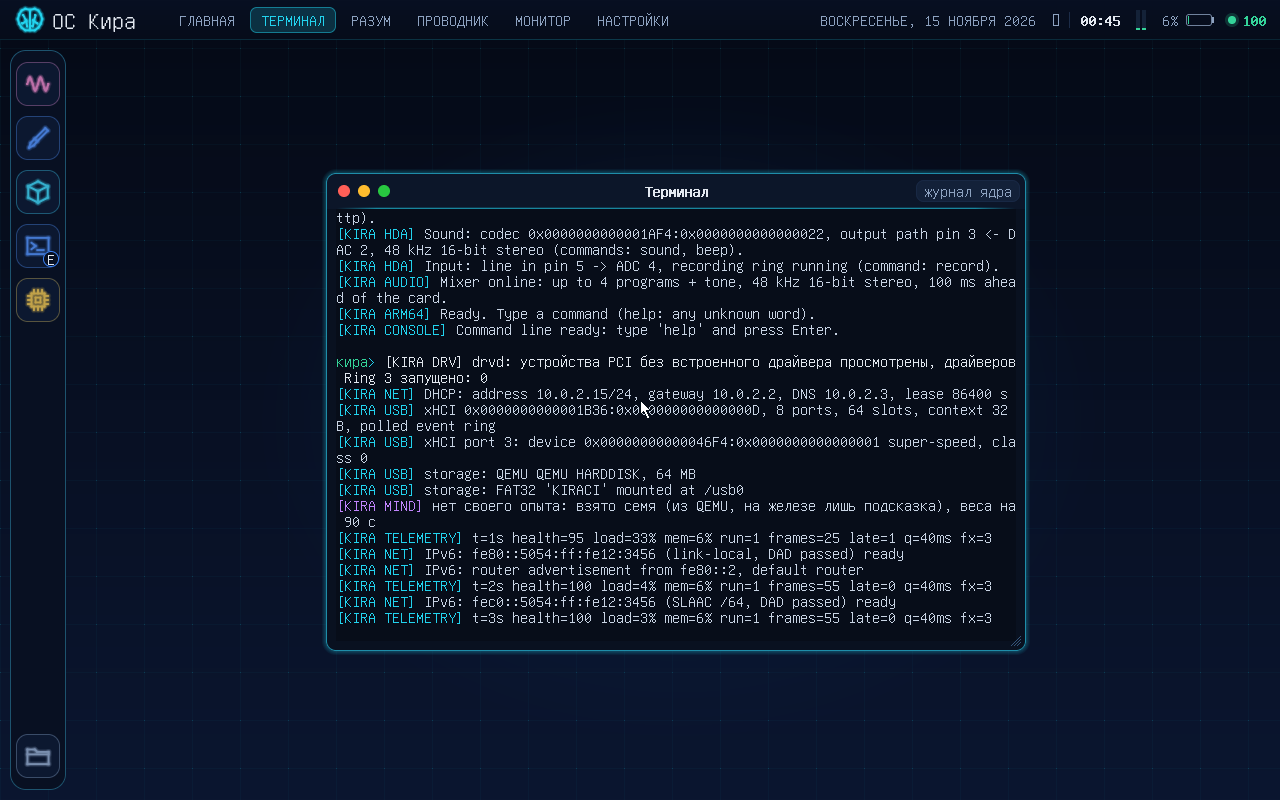 ОС Кира ГЛАВНАЯ ТЕРМИНАЛ РАЗУМ ПРОВОДНИК МОНИТОР НАСТРОЙКИ ВОСКРЕСЕНЬЕ, 15 НОЯБРЯ 2026 00:45 6% 100
Терминал журнал ядра
ttp).
[KIRA HDA] Sound: codec 0x0000000000001AF4:0x0000000000000022, output path pin 3 <- D
AC 2, 48 kHz 16-bit stereo (commands: sound, beep).
[KIRA HDA] Input: line in pin 5 -> ADC 4, recording ring running (command: record).
[KIRA AUDIO] Mixer online: up to 4 programs + tone, 48 kHz 16-bit stereo, 100 ms ahea
d of the card.
[KIRA ARM64] Ready. Type a command (help: any unknown word).
[KIRA CONSOLE] Command line ready: type 'help' and press Enter.
кира> [KIRA DRV] drvd: устройства PCI без встроенного драйвера просмотрены, драйверов
Ring 3 запущено: 0
[KIRA NET] DHCP: address 10.0.2.15/24, gateway 10.0.2.2, DNS 10.0.2.3, lease 86400 s
[KIRA USB] xHCI 0x0000000000001B36:0x000000000000000D, 8 ports, 64 slots, context 32
B, polled event ring
[KIRA USB] xHCI port 3: device 0x00000000000046F4:0x0000000000000001 super-speed, cla
ss 0
[KIRA USB] storage: QEMU QEMU HARDDISK, 64 MB
[KIRA USB] storage: FAT32 'KIRACI' mounted at /usb0
[KIRA MIND] нет своего опыта: взято семя (из QEMU, на железе лишь подсказка), веса на
90 с
[KIRA TELEMETRY] t=1s health=95 load=33% mem=6% run=1 frames=25 late=1 q=40ms fx=3
[KIRA NET] IPv6: fe80::5054:ff:fe12:3456 (link-local, DAD passed) ready
[KIRA NET] IPv6: router advertisement from fe80::2, default router
[KIRA TELEMETRY] t=2s health=100 load=4% mem=6% run=1 frames=55 late=0 q=40ms fx=3
[KIRA NET] IPv6: fec0::5054:ff:fe12:3456 (SLAAC /64, DAD passed) ready
[KIRA TELEMETRY] t=3s health=100 load=3% mem=6% run=1 frames=55 late=0 q=40ms fx=3
E